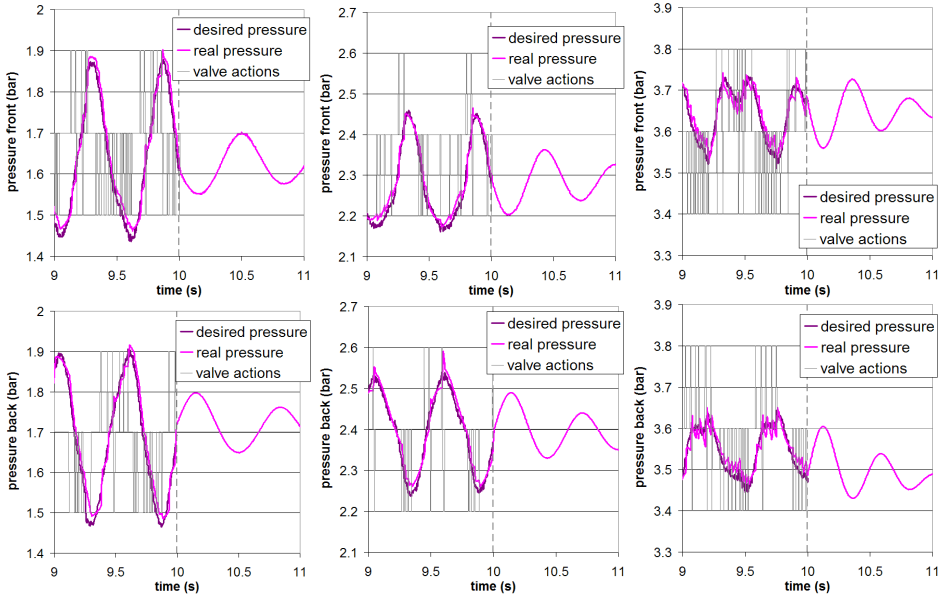 2
1.9
1.8
1.7
1.6
1.5
1.4
pressure front (bar)
desired pressure
real pressure
valve actions
9
9.5
10
10.5
11
time (s)
2.7
2.6
2.5
2.4
2.3
2.2
2.1
pressure front (bar)
desired pressure
real pressure
valve actions
9
9.5
10
10.5
11
time (s)
3.9
3.8
3.7
3.6
3.5
3.4
3.3
pressure front (bar)
desired pressure
real pressure
valve actions
9
9.5
10
10.5
11
time (s)
2
1.9
1.8
1.7
1.6
1.5
1.4
pressure back (bar)
desired pressure
real pressure
valve actions
9
9.5
10
10.5
11
time (s)
2.7
2.6
2.5
2.4
2.3
2.2
2.1
pressure back (bar)
desired pressure
real pressure
valve actions
9
9.5
10
10.5
11
time (s)
3.9
3.8
3.7
3.6
3.5
3.4
3.3
pressure back (bar)
desired pressure
real pressure
valve actions
9
9.5
10
10.5
11
time (s)